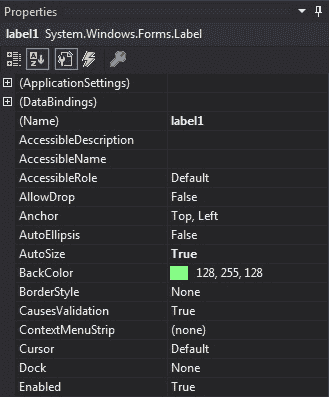 Properties
label1 System.Windows.Forms.Label
(ApplicationSettings)
(DataBindings)
(Name) label1
AccessibleDescription
AccessibleName
AccessibleRole Default
AllowDrop False
Anchor Top, Left
AutoEllipsis False
AutoSize True
BackColor 128, 255, 128
BorderStyle None
CausesValidation True
ContextMenuStrip (none)
Cursor Default
Dock None
Enabled True